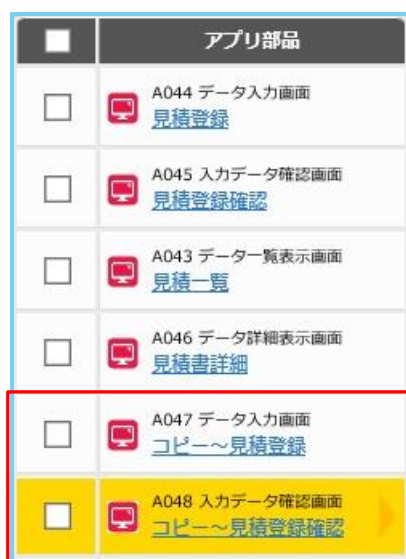 アプリ部品
A044 データ入力画面
見積登録
A045 入力データ確認画面
見積登録確認
A043 データ一覧表示画面
見積一覧
A046 データ詳細表示画面
見積書詳細
A047 データ入力画面
コピー～見積登録
A048 入力データ確認画面
コピー～見積登録確認